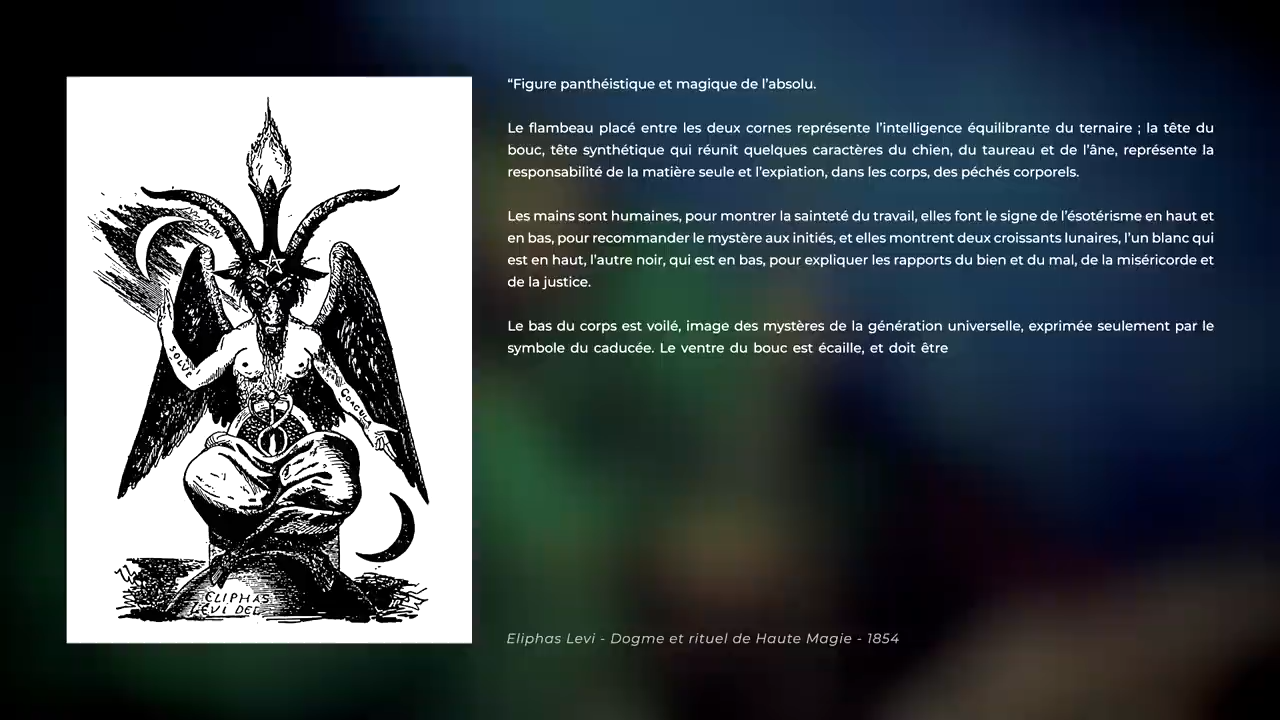 SOLVE
COAGULA
ELIPHAS
LEVI DEL
“Figure panthéistique et magique de l’absolu.
Le flambeau placé entre les deux cornes représente l’intelligence équilibrante du ternaire ; la tête du
bouc, tête synthétique qui réunit quelques caractères du chien, du taureau et de l’âne, représente la
responsabilité de la matière seule et l’expiation, dans les corps, des péchés corporels.
Les mains sont humaines, pour montrer la sainteté du travail, elles font le signe de l’ésotérisme en haut et
en bas, pour recommander le mystère aux initiés, et elles montrent deux croissants lunaires, l’un blanc qui
est en haut, l’autre noir, qui est en bas, pour expliquer les rapports du bien et du mal, de la miséricorde et
de la justice.
Le bas du corps est voilé, image des mystères de la génération universelle, exprimée seulement par le
symbole du caducée. Le ventre du bouc est écaille, et doit être
Eliphas Levi - Dogme et rituel de Haute Magie - 1854